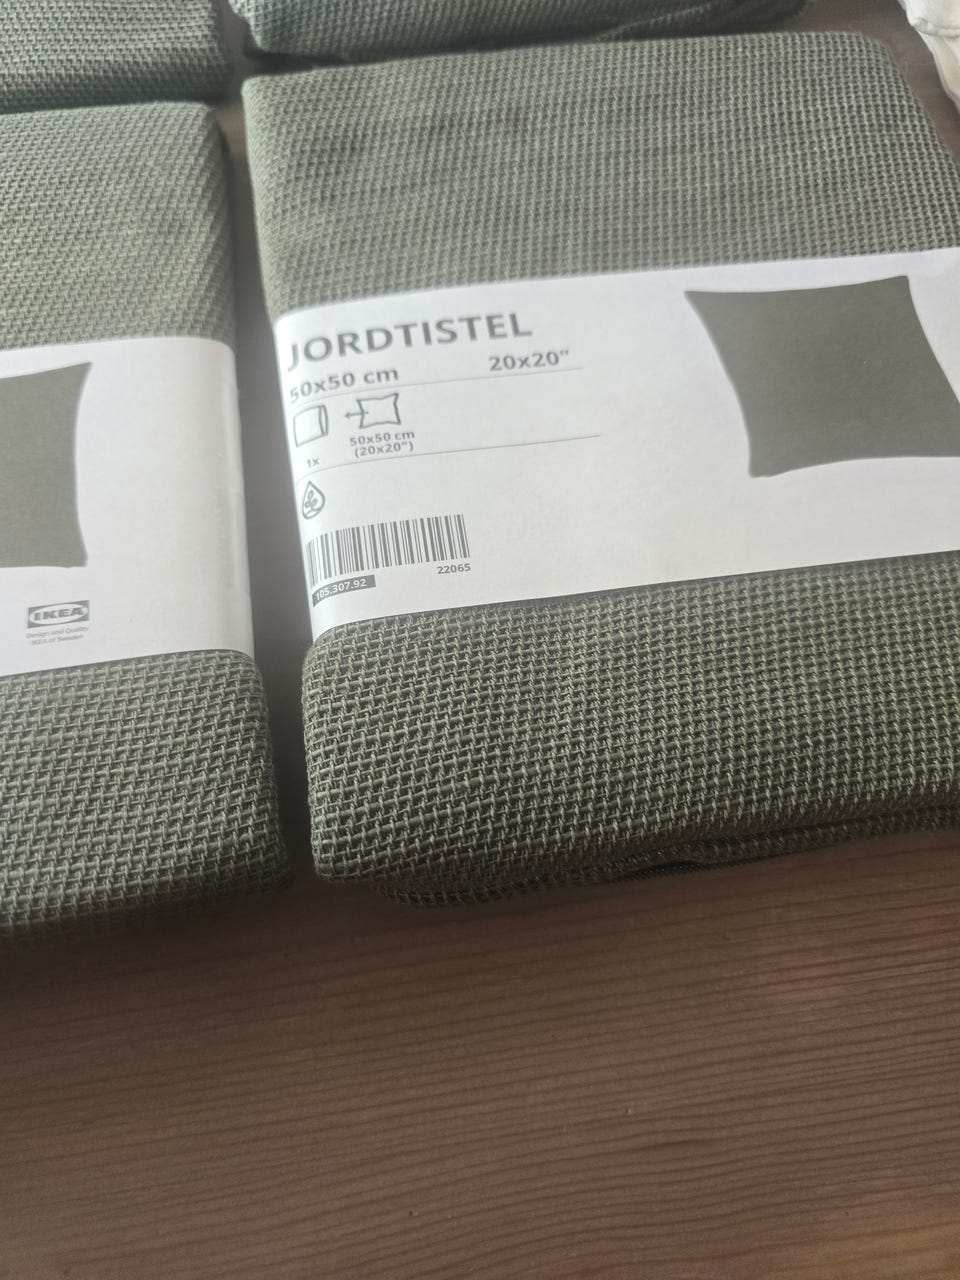 JORDTISTEL
50x50 cm 20x20"
50x50 cm
(20x20")
1x
22065
105.307.92
IKEA
Design and Quality
IKEA of Sweden